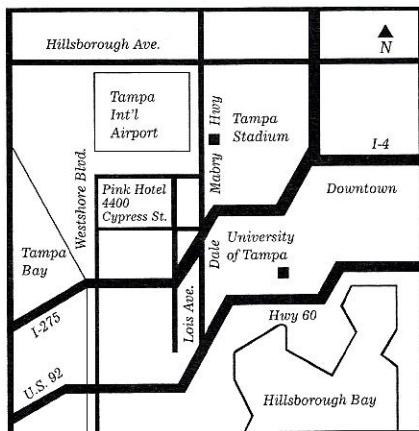 Hillsborough Ave.
N
Tampa
Int'l
Airport
Mabry Hwy
Tampa
Stadium
I-4
Westshore Blvd.
Pink Hotel
4400
Cypress St.
Downtown
Tampa
Bay
Dale
University
of Tampa
Lois Ave.
I-275
Hwy 60
U.S. 92
Hillsborough Bay